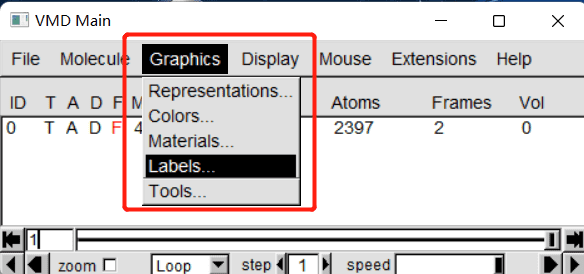 VMD Main
File Molecule Graphics Display Mouse Extensions Help
Representations...
Colors...
Materials...
Labels...
Tools...
ID T A D F M Atoms Frames Vol
0 T A D F 4 2397 2 0
1
zoom Loop step 1 speed